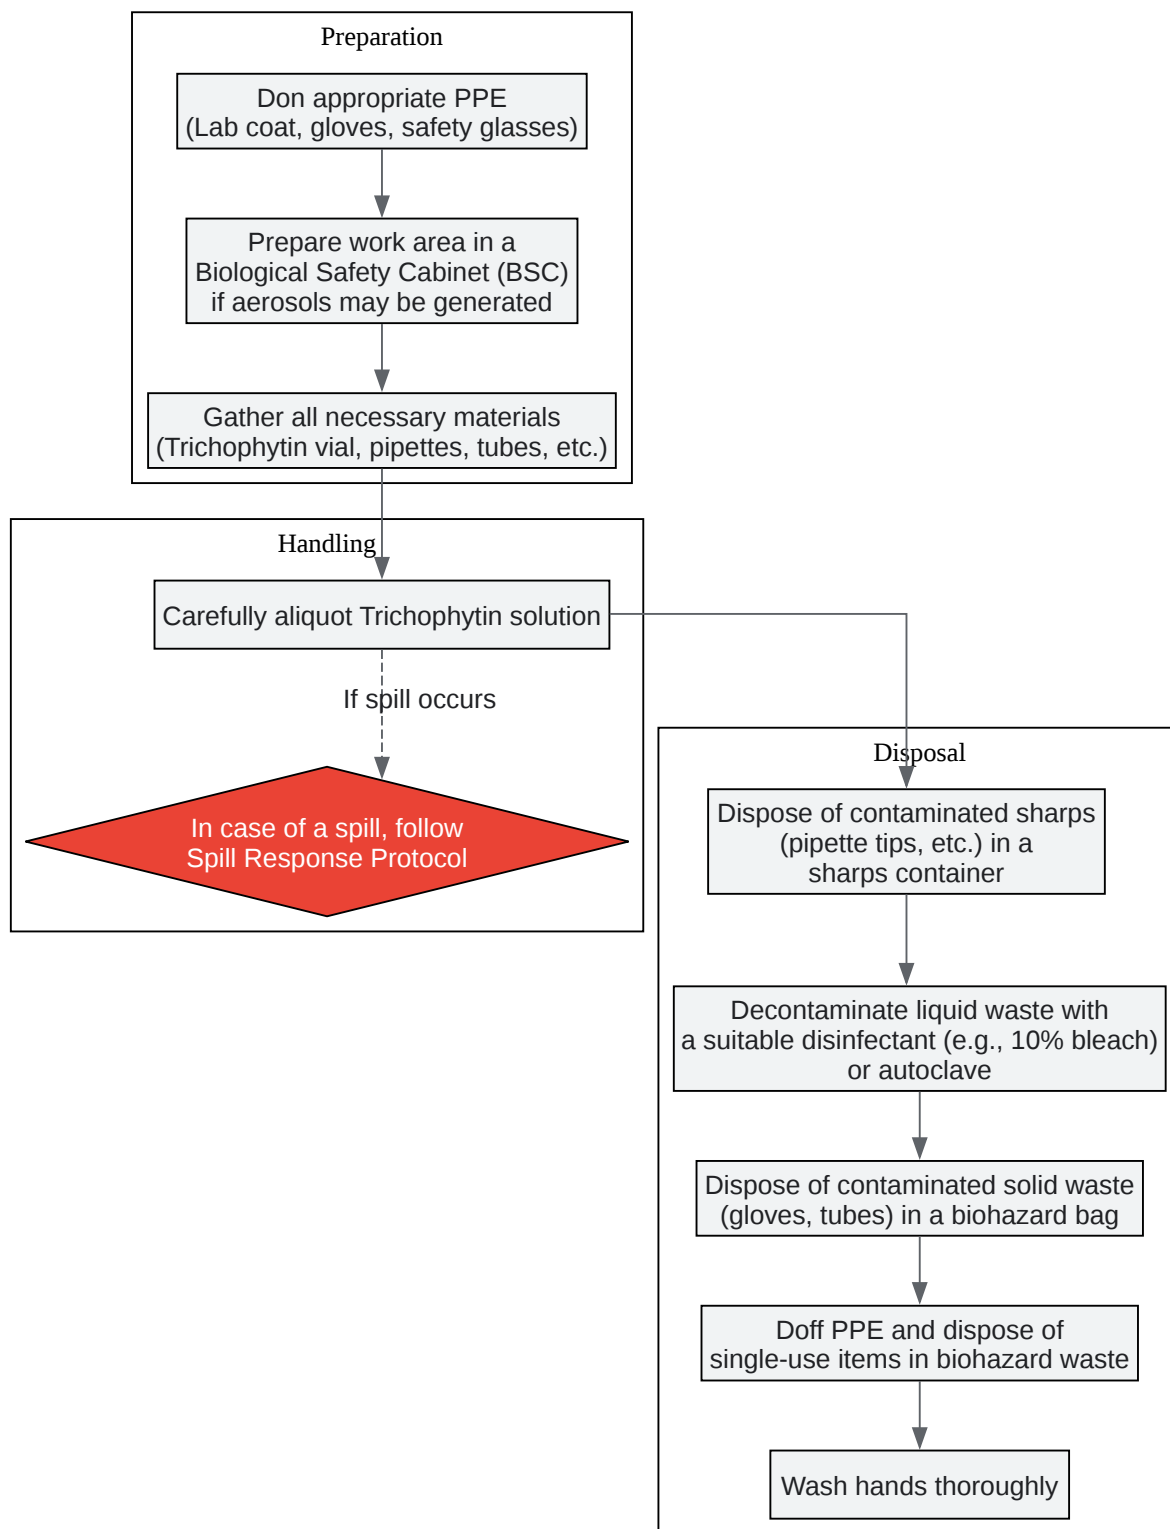 Preparation
Don appropriate PPE
(Lab coat, gloves, safety glasses)
Prepare work area in a
Biological Safety Cabinet (BSC)
if aerosols may be generated
Gather all necessary materials
(Trichophytin vial, pipettes, tubes, etc.)
Handling
Carefully aliquot Trichophytin solution
If spill occurs
In case of a spill, follow
Spill Response Protocol
Disposal
Dispose of contaminated sharps
(pipette tips, etc.) in a
sharps container
Decontaminate liquid waste with
a suitable disinfectant (e.g., 10% bleach)
or autoclave
Dispose of contaminated solid waste
(gloves, tubes) in a biohazard bag
Doff PPE and dispose of
single-use items in biohazard waste
Wash hands thoroughly